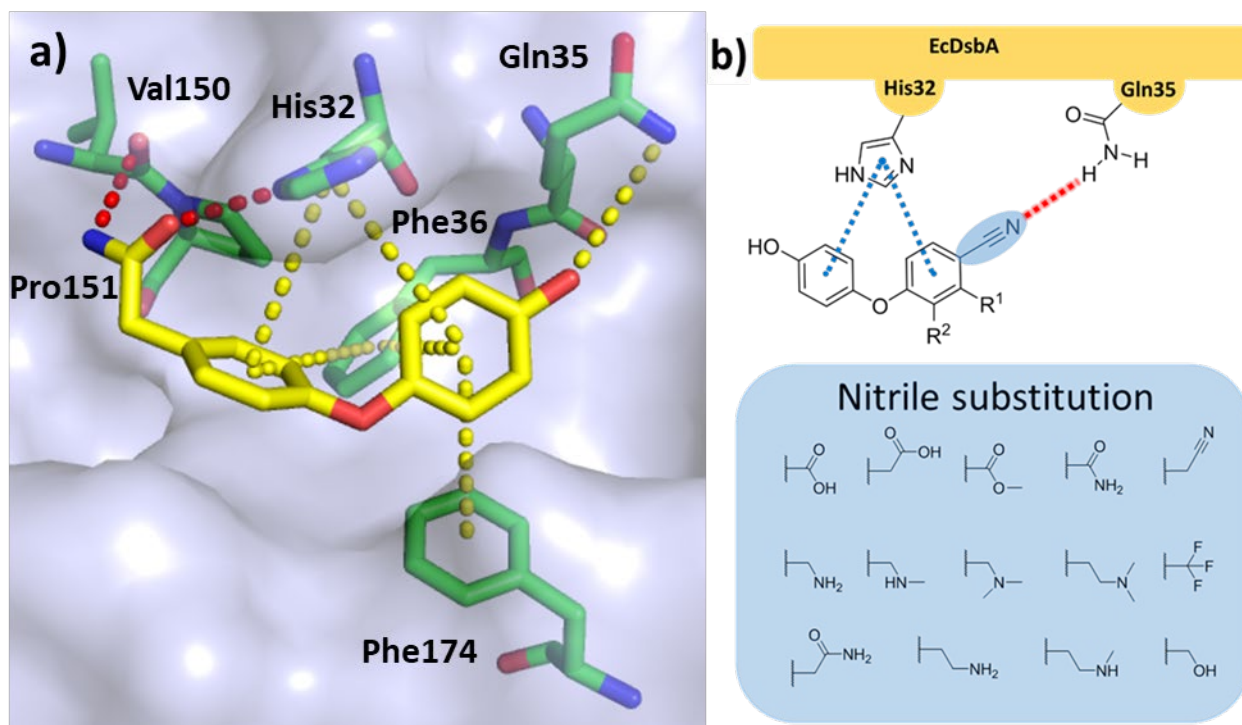 a)
Val150
His32
Gln35
Phe36
Pro151
Phe174
b)
EcDsbA
His32
Gln35
O
N
H
H
HN
N
N
HO
O
R1
R2
Nitrile substitution
O
OH
O
OH
O
O
O
NH2
N
NH2
HN
N
N
F
F
F
O
NH2
NH2
NH
OH